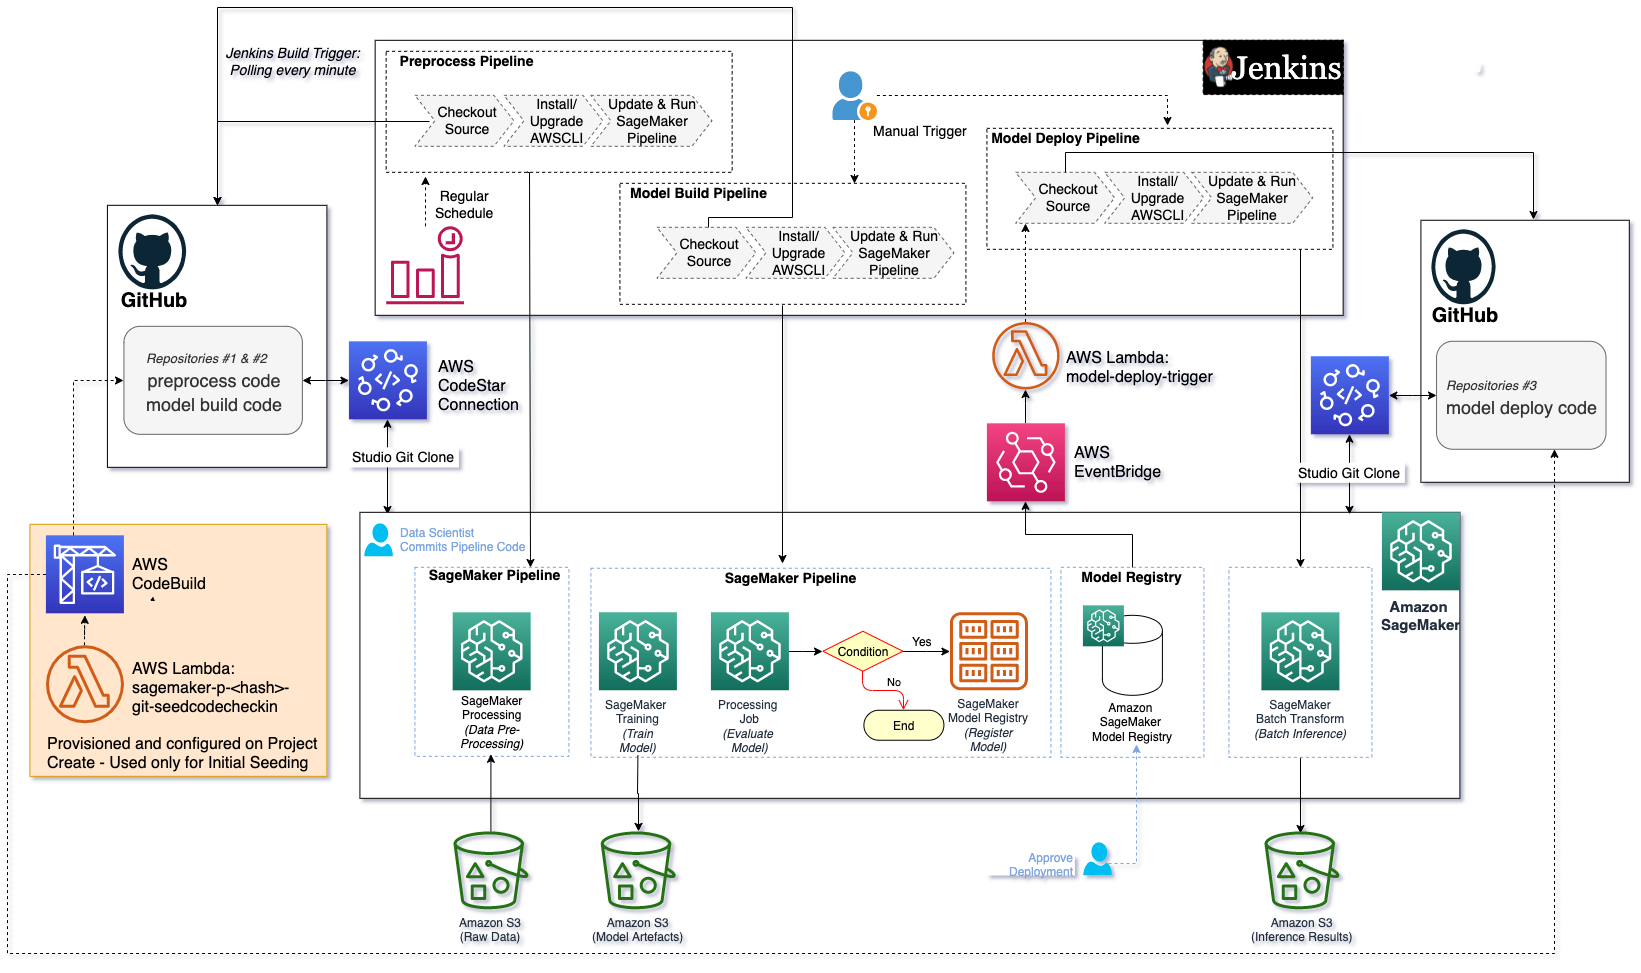 Jenkins Build Trigger:
Polling every minute
Preprocess Pipeline
Checkout
Source
Install/
Upgrade
AWSCLI
Update & Run
SageMaker
Pipeline
Jenkins
Manual Trigger
Model Deploy Pipeline
Checkout
Source
Install/
Upgrade
AWSCLI
Update & Run
SageMaker
Pipeline
Regular
Schedule
Model Build Pipeline
Checkout
Source
Install/
Upgrade
AWSCLI
Update & Run
SageMaker
Pipeline
GitHub
Repositories #1 & #2
preprocess code
model build code
AWS
CodeStar
Connection
Studio Git Clone
AWS Lambda:
model-deploy-trigger
AWS
EventBridge
GitHub
Repositories #3
model deploy code
Studio Git Clone
AWS
CodeBuild
AWS Lambda:
sagemaker-p-<hash>-
git-seedcodecheckin
Provisioned and configured on Project
Create - Used only for Initial Seeding
Data Scientist
Commits Pipeline Code
SageMaker Pipeline
SageMaker
Processing
(Data Pre-
Processing)
SageMaker Pipeline
SageMaker
Training
(Train
Model)
Processing
Job
(Evaluate
Model)
Condition
Yes
No
End
SageMaker
Model Registry
(Register
Model)
Model Registry
Amazon
SageMaker
Model Registry
SageMaker
Batch Transform
(Batch Inference)
Amazon
SageMaker
Approve
Deployment
Amazon S3
(Raw Data)
Amazon S3
(Model Artefacts)
Amazon S3
(Inference Results)